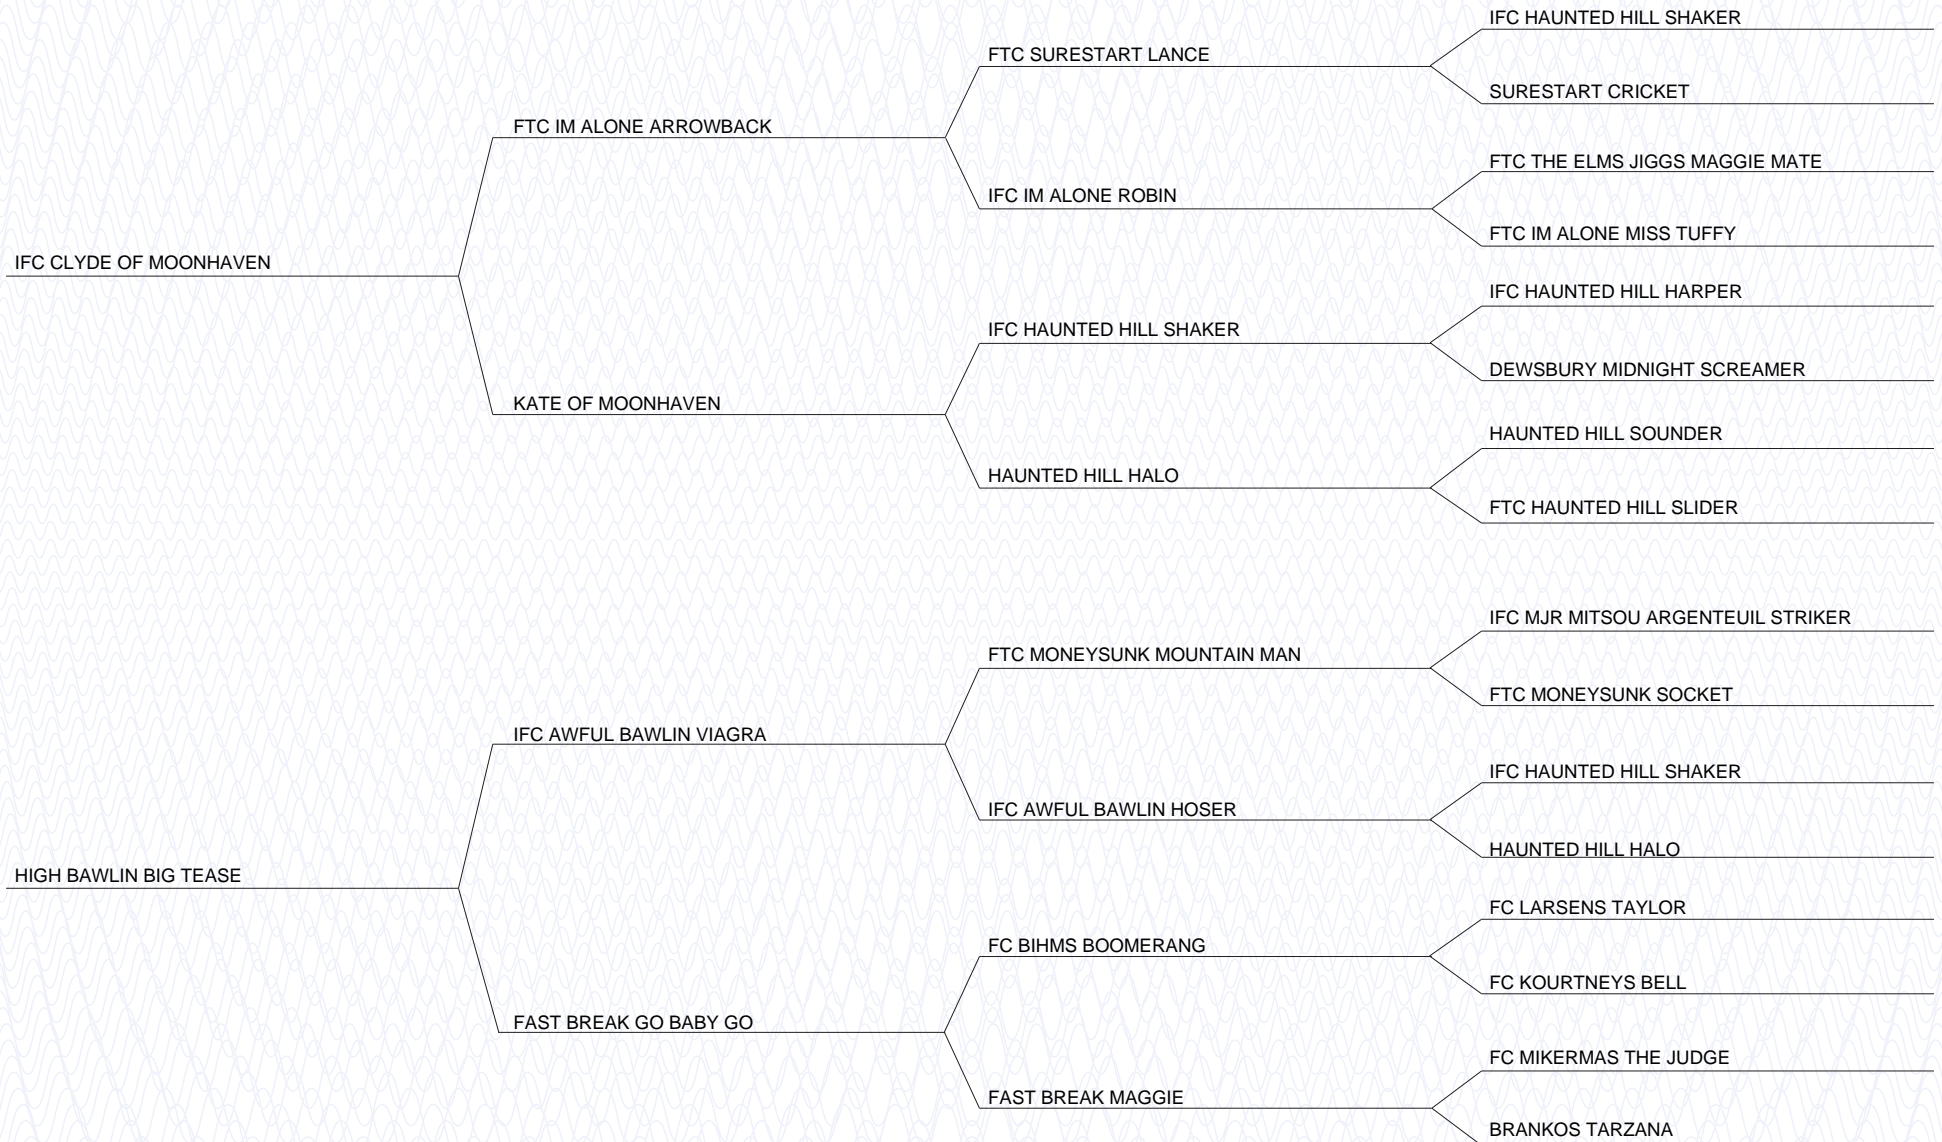 IFC HAUNTED HILL SHAKER
FTC SURESTART LANCE
SURESTART CRICKET
FTC IM ALONE ARROWBACK
FTC THE ELMS JIGGS MAGGIE MATE
IFC IM ALONE ROBIN
FTC IM ALONE MISS TUFFY
IFC CLYDE OF MOONHAVEN
IFC HAUNTED HILL HARPER
IFC HAUNTED HILL SHAKER
DEWSBURY MIDNIGHT SCREAMER
KATE OF MOONHAVEN
HAUNTED HILL SOUNDER
HAUNTED HILL HALO
FTC HAUNTED HILL SLIDER
IFC MJR MITSOU ARGENTEUIL STRIKER
FTC MONEYSUNK MOUNTAIN MAN
FTC MONEYSUNK SOCKET
IFC AWFUL BAWLIN VIAGRA
IFC HAUNTED HILL SHAKER
IFC AWFUL BAWLIN HOSER
HAUNTED HILL HALO
HIGH BAWLIN BIG TEASE
FC LARSENS TAYLOR
FC BIHMS BOOMERANG
FC KOURTNEYS BELL
FAST BREAK GO BABY GO
FC MIKERMAS THE JUDGE
FAST BREAK MAGGIE
BRANKOS TARZANA